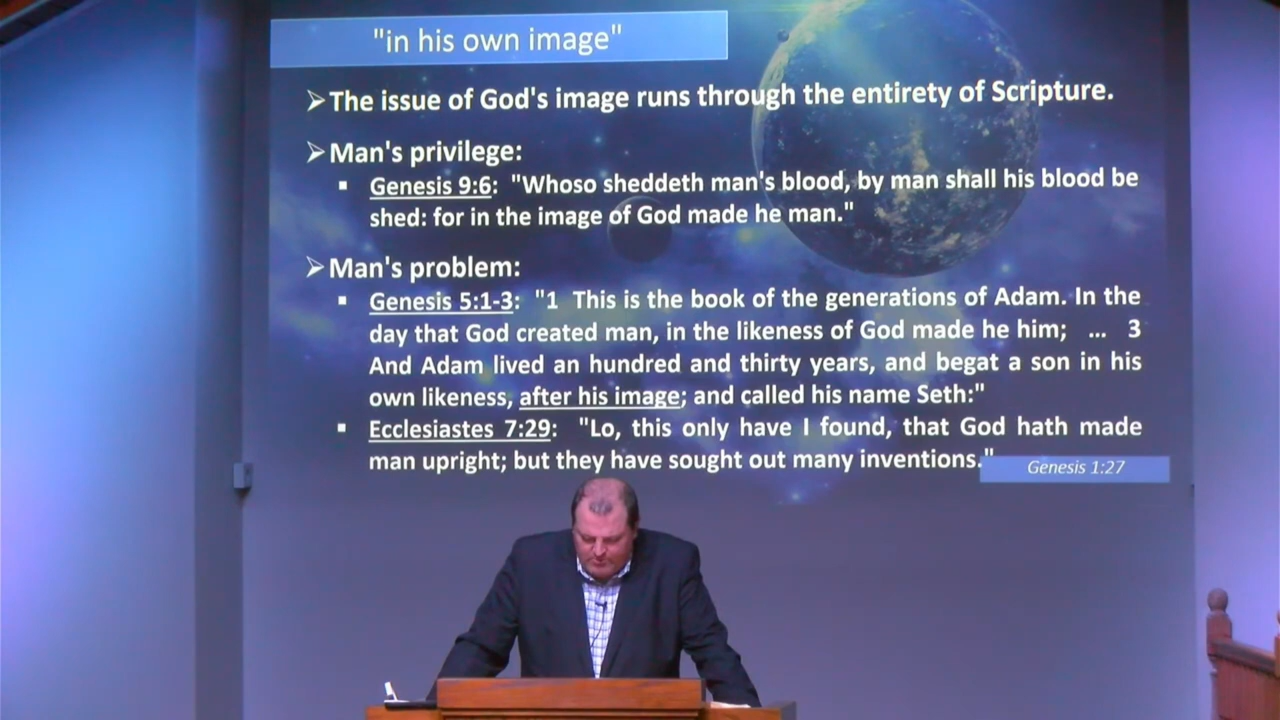 "in his own image"
➢The issue of God's image runs through the entirety of Scripture.
➢Man's privilege:
▪ Genesis 9:6: "Whoso sheddeth man's blood, by man shall his blood be
shed: for in the image of God made he man."
➢Man's problem:
▪ Genesis 5:1-3: "1 This is the book of the generations of Adam. In the
day that God created man, in the likeness of God made he him; ... 3
And Adam lived an hundred and thirty years, and begat a son in his
own likeness, after his image; and called his name Seth:"
▪ Ecclesiastes 7:29: "Lo, this only have I found, that God hath made
man upright; but they have sought out many inventions."
Genesis 1:27